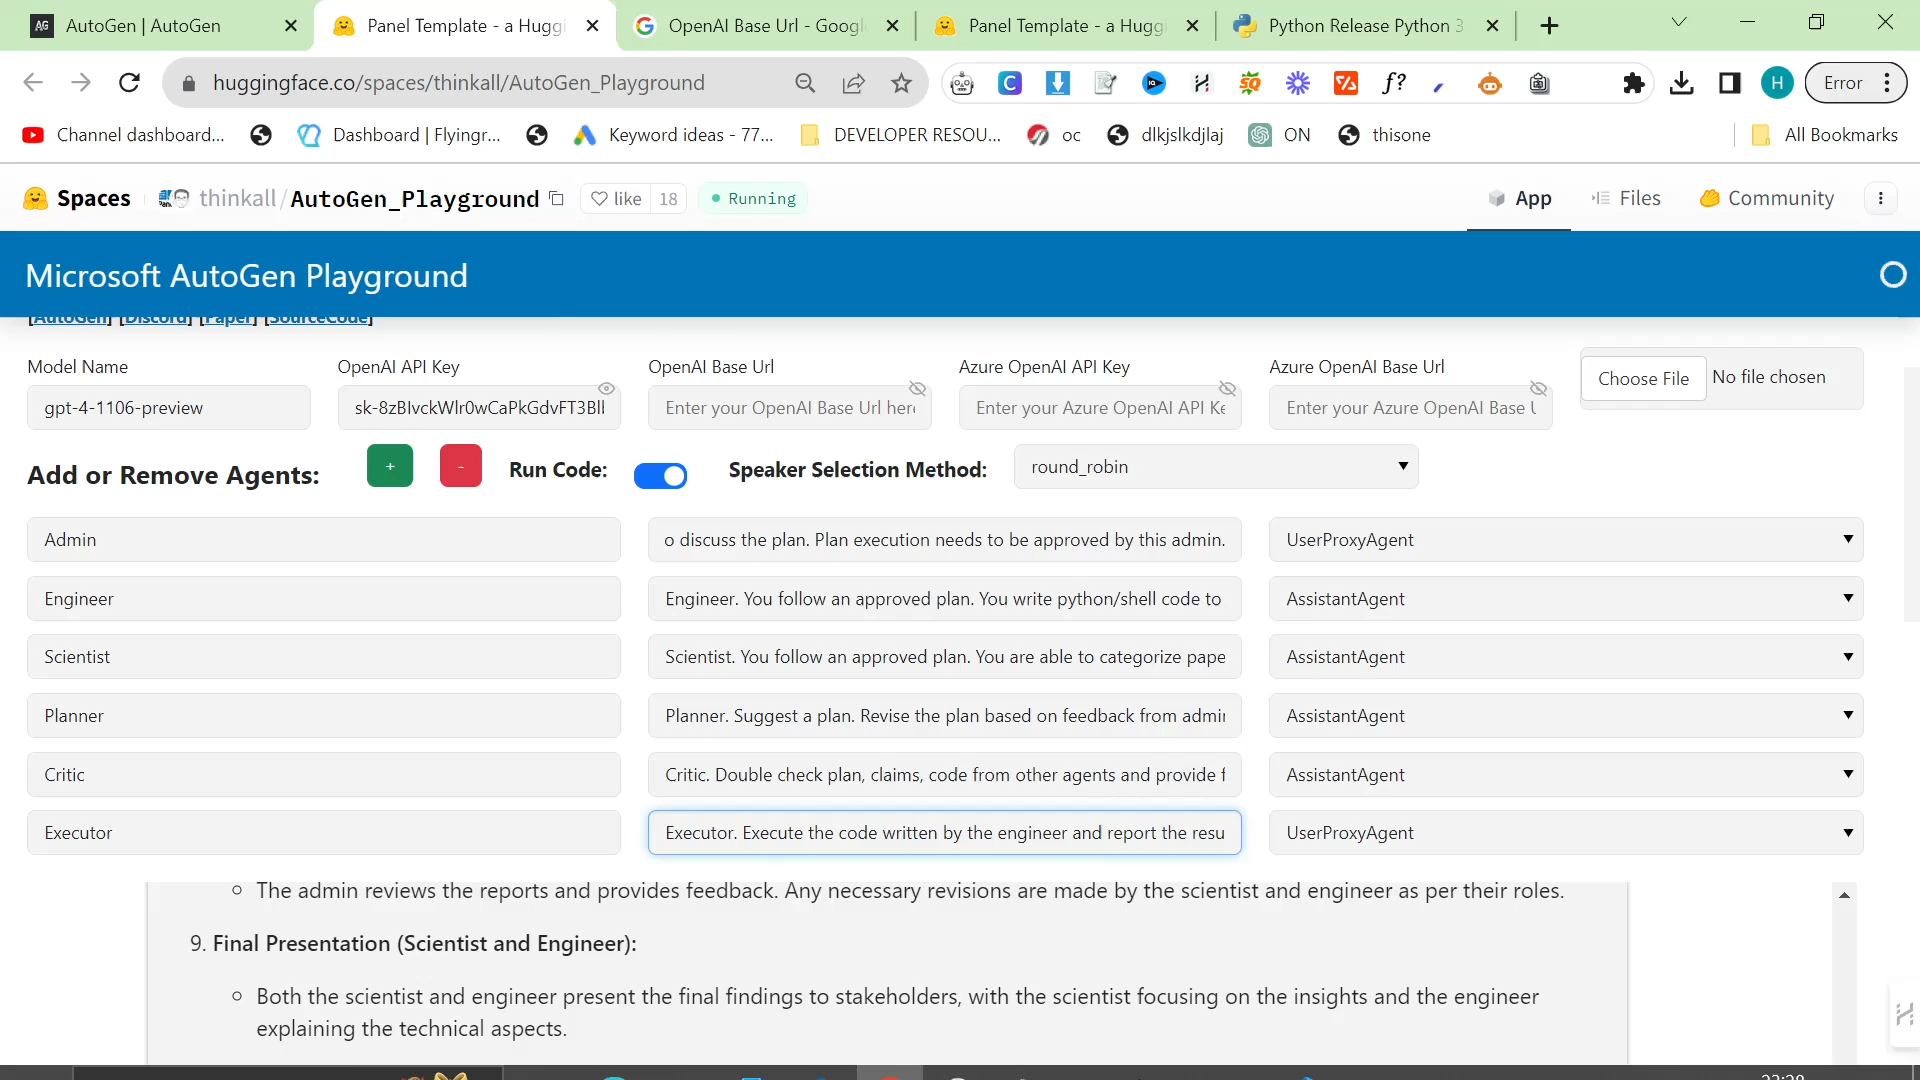 AG AutoGen | AutoGen
Panel Template - a Huggi
OpenAI Base Url - Googl
Panel Template - a Huggi
Python Release Python 3
huggingface.co/spaces/thinkall/AutoGen_Playground
H Error
Channel dashboard...
Dashboard | Flyingr...
Keyword ideas - 77...
DEVELOPER RESOU...
oc
dlkjslkdjlaj
ON
thisone
All Bookmarks
Spaces thinkall/AutoGen_Playground like 18 Running
App Files Community
Microsoft AutoGen Playground
[AutoGen] [Discord] [Paper] [SourceCode]
Model Name OpenAI API Key OpenAI Base Url Azure OpenAI API Key Azure OpenAI Base Url
Choose File No file chosen
gpt-4-1106-preview Enter your OpenAI Base Url here Enter your Azure OpenAI API Ke Enter your Azure OpenAI Base U
Add or Remove Agents: + - Run Code: Speaker Selection Method: round_robin
Admin o discuss the plan. Plan execution needs to be approved by this admin. UserProxyAgent
Engineer Engineer. You follow an approved plan. You write python/shell code to AssistantAgent
Scientist Scientist. You follow an approved plan. You are able to categorize pape AssistantAgent
Planner Planner. Suggest a plan. Revise the plan based on feedback from admin AssistantAgent
Critic Critic. Double check plan, claims, code from other agents and provide f AssistantAgent
Executor Executor. Execute the code written by the engineer and report the resu UserProxyAgent
The admin reviews the reports and provides feedback. Any necessary revisions are made by the scientist and engineer as per their roles.
9. Final Presentation (Scientist and Engineer):
Both the scientist and engineer present the final findings to stakeholders, with the scientist focusing on the insights and the engineer
explaining the technical aspects.